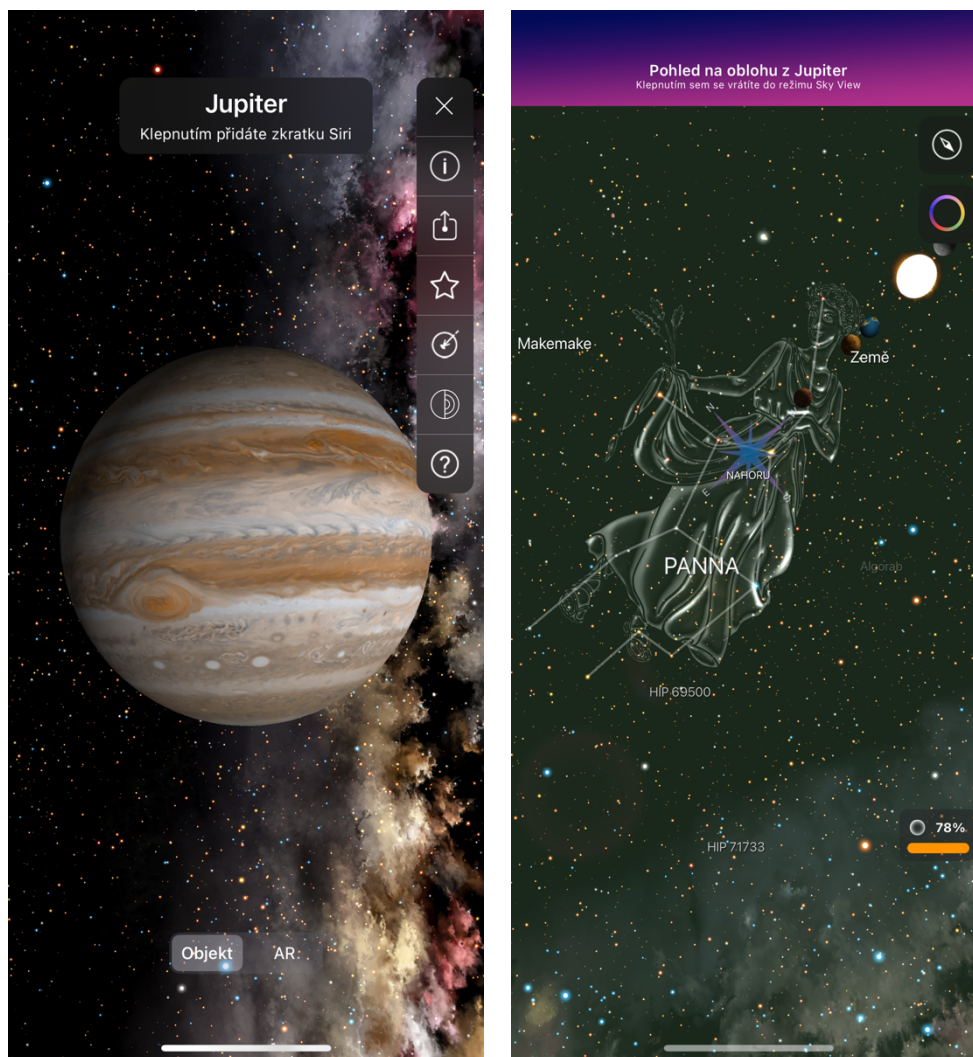 Jupiter
Klepnutím přidáte zkratku Siri
Objekt
AR
Pohled na oblohu z Jupiter
Klepnutím sem se vrátíte do režimu Sky View
Makemake
Země
N
NAHORU
E
PANNA
Algorab
HIP 69500
78%
HIP 71733